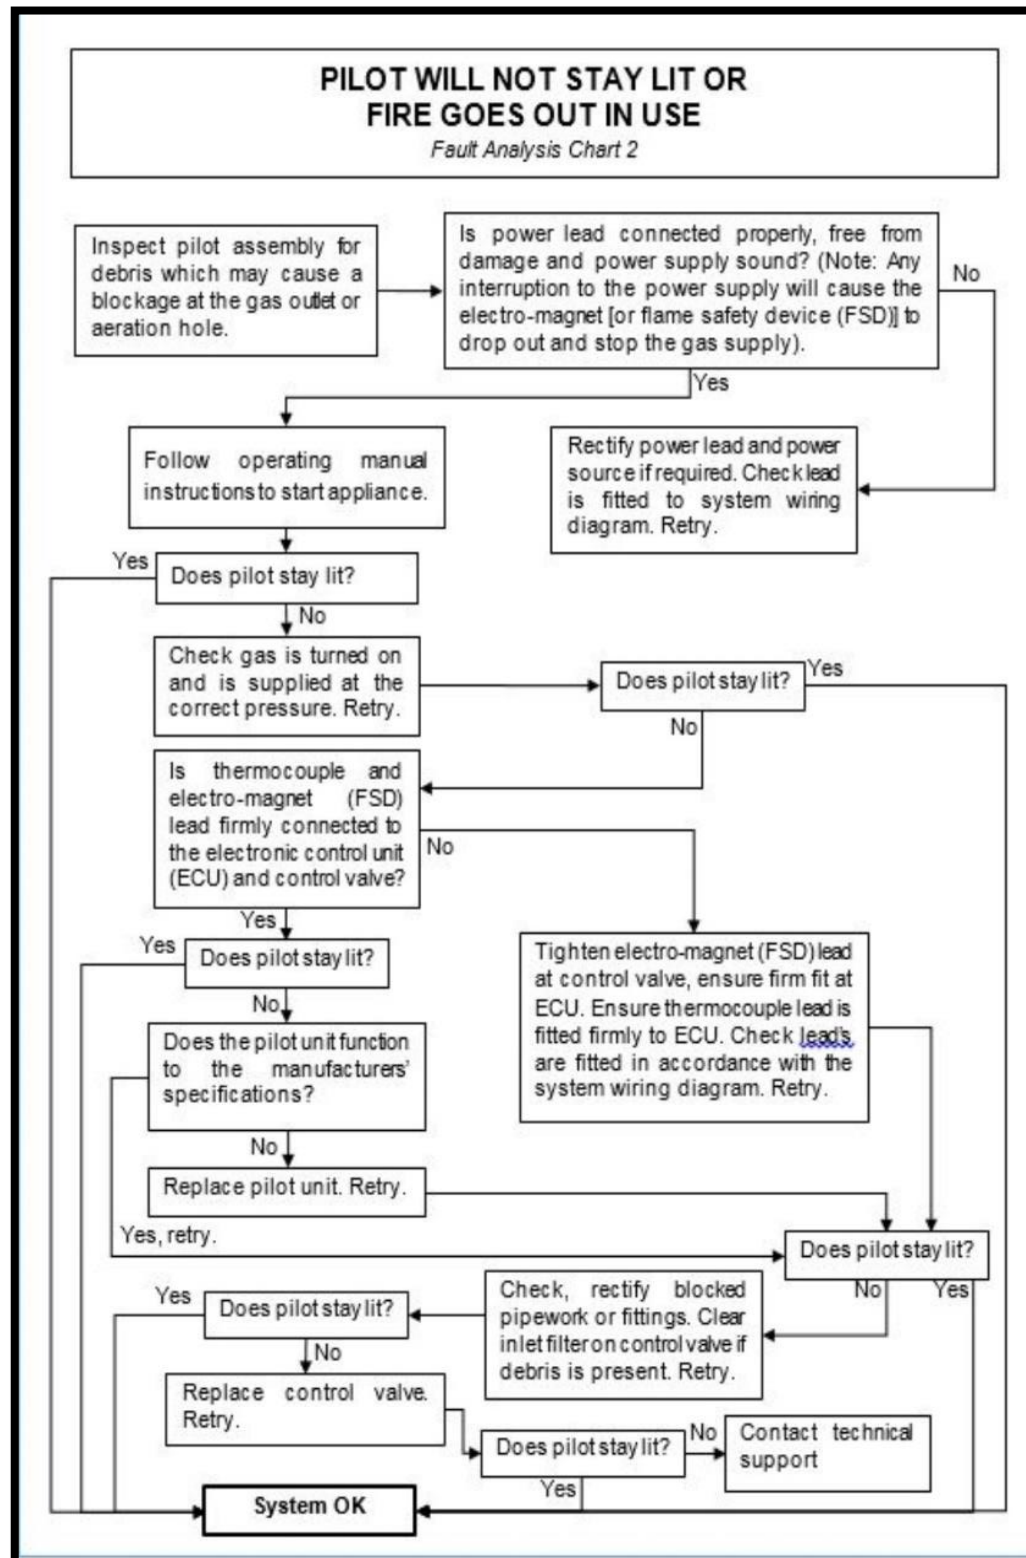 PILOT WILL NOT STAY LIT OR
FIRE GOES OUT IN USE
Fault Analysis Chart 2
Inspect pilot assembly for
debris which may cause a
blockage at the gas outlet or
aeration hole.
Is power lead connected properly, free from
damage and power supply sound? (Note: Any
interruption to the power supply will cause the
electro-magnet [or flame safety device (FSD)] to
drop out and stop the gas supply).
No
Yes
Follow operating manual
instructions to start appliance.
Rectify power lead and power
source if required. Check lead
is fitted to system wiring
diagram. Retry.
Yes
Does pilot stay lit?
No
Check gas is turned on
and is supplied at the
correct pressure. Retry.
Does pilot stay lit?
Yes
No
Is thermocouple and
electro-magnet (FSD)
lead firmly connected to
the electronic control unit
(ECU) and control valve?
No
Yes
Yes
Does pilot stay lit?
No
Tighten electro-magnet (FSD) lead
at control valve, ensure firm fit at
ECU. Ensure thermocouple lead is
fitted firmly to ECU. Check lead's
are fitted in accordance with the
system wiring diagram. Retry.
Does the pilot unit function
to the manufacturers'
specifications?
No
Replace pilot unit. Retry.
Yes, retry.
Does pilot stay lit?
No
Yes
Check, rectify blocked
pipework or fittings. Clear
inlet filter on control valve if
debris is present. Retry.
Yes
Does pilot stay lit?
No
Replace control valve.
Retry.
Does pilot stay lit?
No
Contact technical
support
Yes
System OK